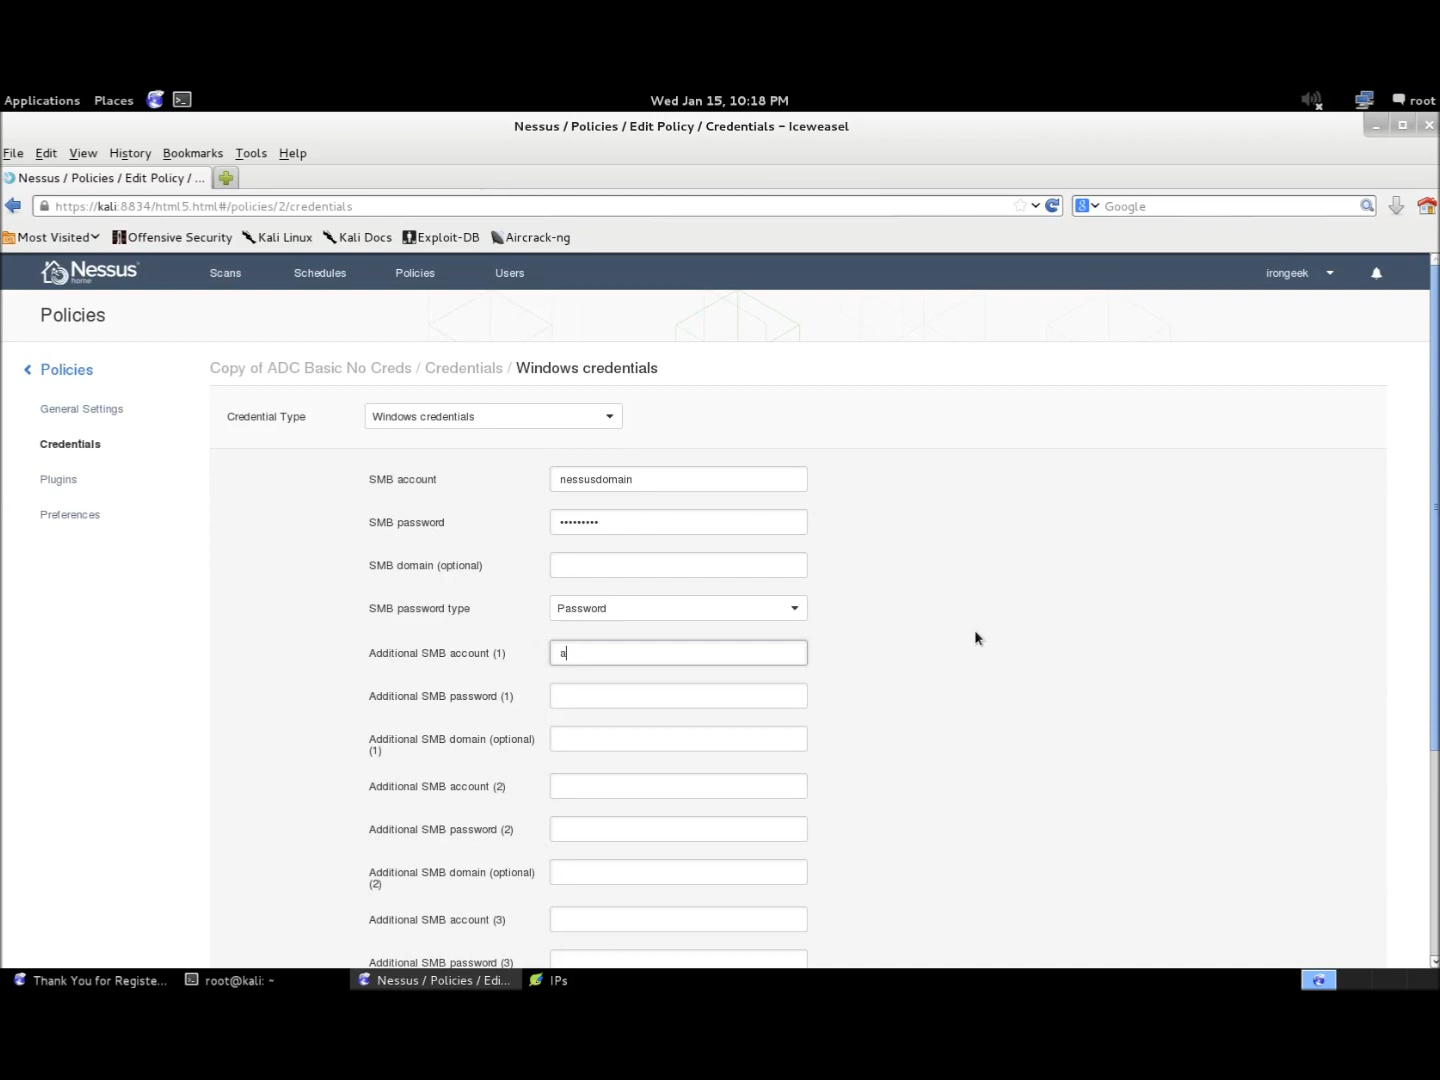 Applications Places Wed Jan 15, 10:18 PM root
Nessus / Policies / Edit Policy / Credentials - Iceweasel
File Edit View History Bookmarks Tools Help
Nessus / Policies / Edit Policy / ...
https://kali:8834/html5.html#/policies/2/credentials Google
Most Visited Offensive Security Kali Linux Kali Docs Exploit-DB Aircrack-ng
Nessus home Scans Schedules Policies Users irongeek
Policies
Policies
General Settings
Credentials
Plugins
Preferences
Copy of ADC Basic No Creds / Credentials / Windows credentials
Credential Type Windows credentials
SMB account nessusdomain
SMB password •••••••••
SMB domain (optional)
SMB password type Password
Additional SMB account (1) a
Additional SMB password (1)
Additional SMB domain (optional)
(1)
Additional SMB account (2)
Additional SMB password (2)
Additional SMB domain (optional)
(2)
Additional SMB account (3)
Additional SMB password (3)
Thank You for Registe... root@kali: ~ Nessus / Policies / Edi... IPs